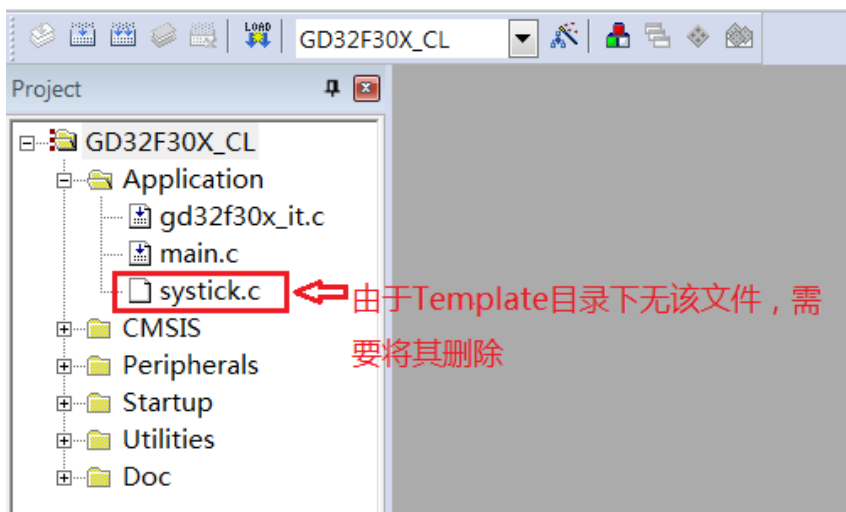 LOAD
GD32F30X_CL
Project
GD32F30X_CL
Application
gd32f30x_it.c
main.c
systick.c
由于Template目录下无该文件，需
要将其删除
CMSIS
Peripherals
Startup
Utilities
Doc